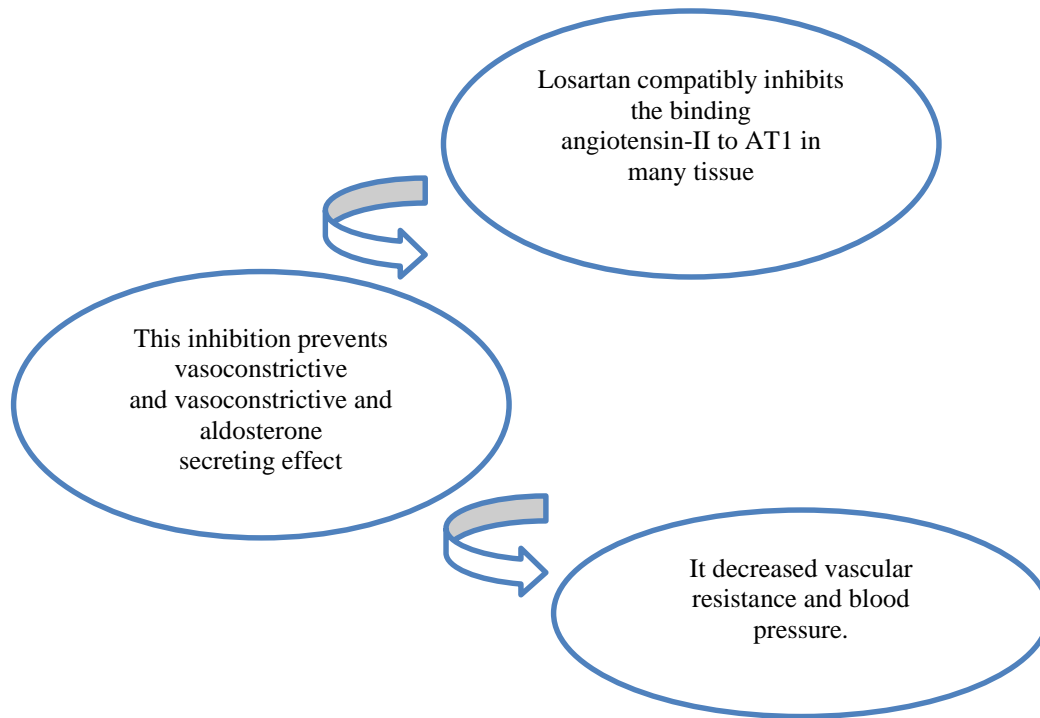 Losartan compatibly inhibits
the binding
angiotensin-II to AT1 in
many tissue
This inhibition prevents
vasoconstrictive
and vasoconstrictive and
aldosterone
secreting effect
It decreased vascular
resistance and blood
pressure.